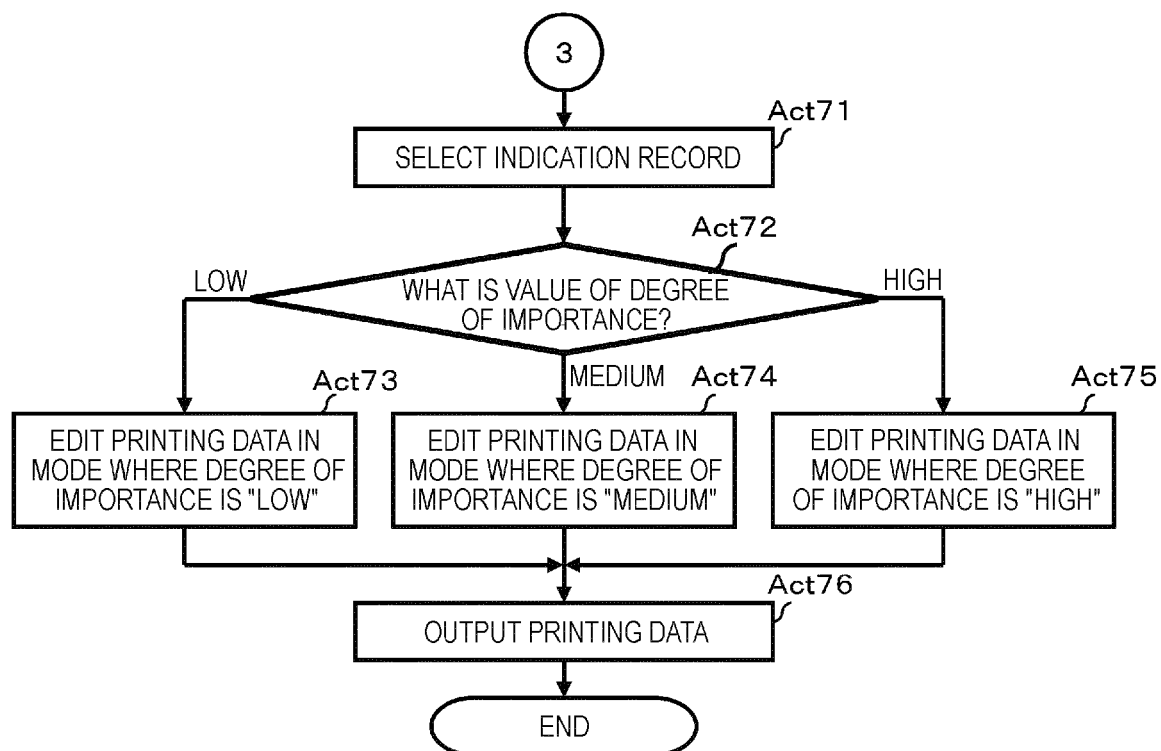 3
Act71
SELECT INDICATION RECORD
Act72
LOW
WHAT IS VALUE OF DEGREE
OF IMPORTANCE?
HIGH
MEDIUM
Act73
EDIT PRINTING DATA IN
MODE WHERE DEGREE OF
IMPORTANCE IS "LOW"
Act74
EDIT PRINTING DATA IN
MODE WHERE DEGREE OF
IMPORTANCE IS "MEDIUM"
Act75
EDIT PRINTING DATA IN
MODE WHERE DEGREE
OF IMPORTANCE IS "HIGH"
Act76
OUTPUT PRINTING DATA
END